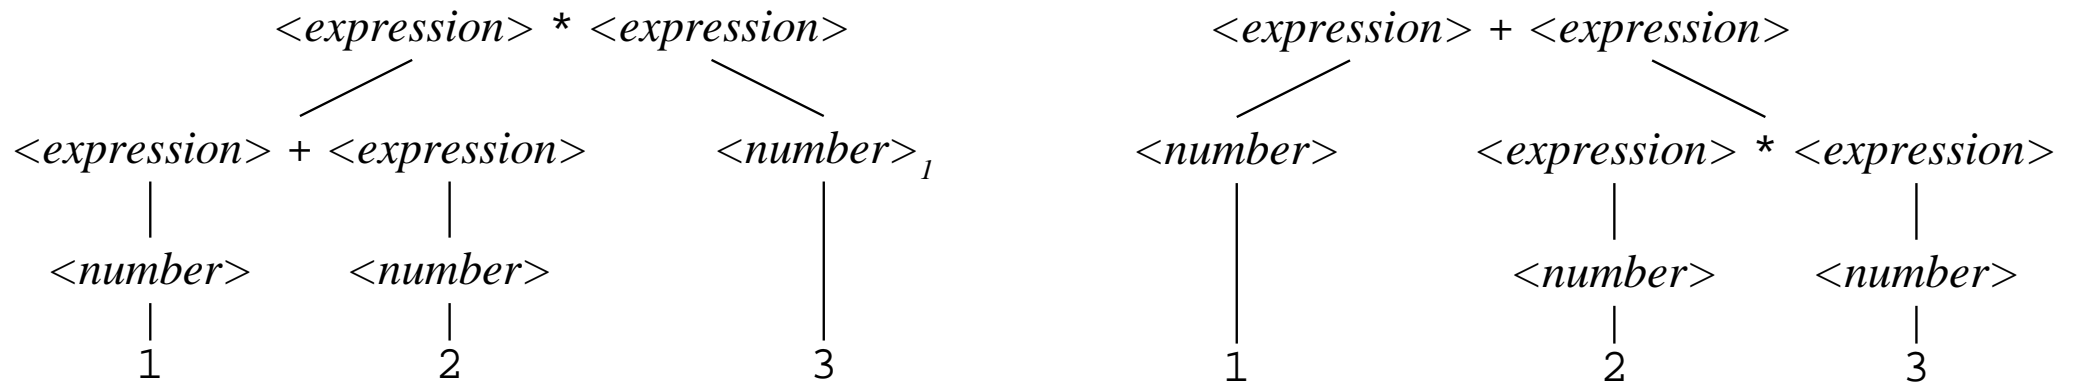 <expression> * <expression>
<expression> + <expression>
<expression> + <expression>
<number>1
<number>
<expression> * <expression>
<number>
<number>
<number>
<number>
1
2
3
1
2
3